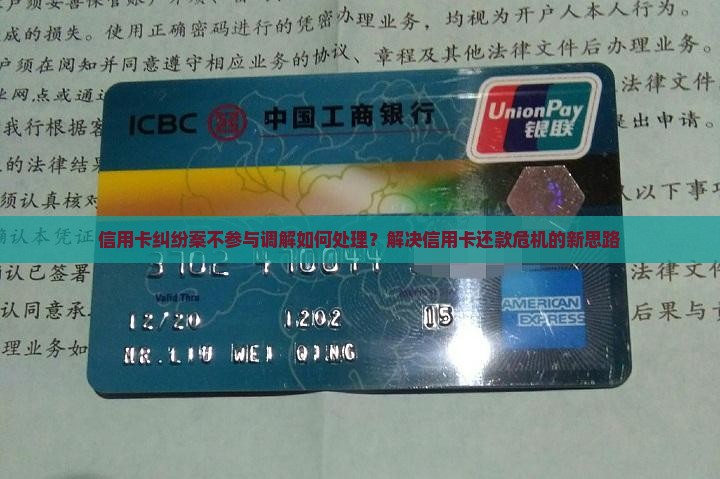 成的损失。使用正确密码进行的凭密办理业务，均视为开户人本人行为。
户须在阅知并同意遵守相应业务的协议、章程及其他法律文件后办理业务。
网点或通 法律文件
我行根据客 出申请。
的法律结
须认真核对 以下事
ICBC 中国工商银行
UnionPay
银联
信用卡纠纷案不参与调解如何处理？解决信用卡还款危机的新思路
认本凭证
认已签署 法律文件
认同意承 后果与
理业务如
Valid Thru
12/20 1202 15
AMERICAN
EXPRESS
MR.LIU WEI QING